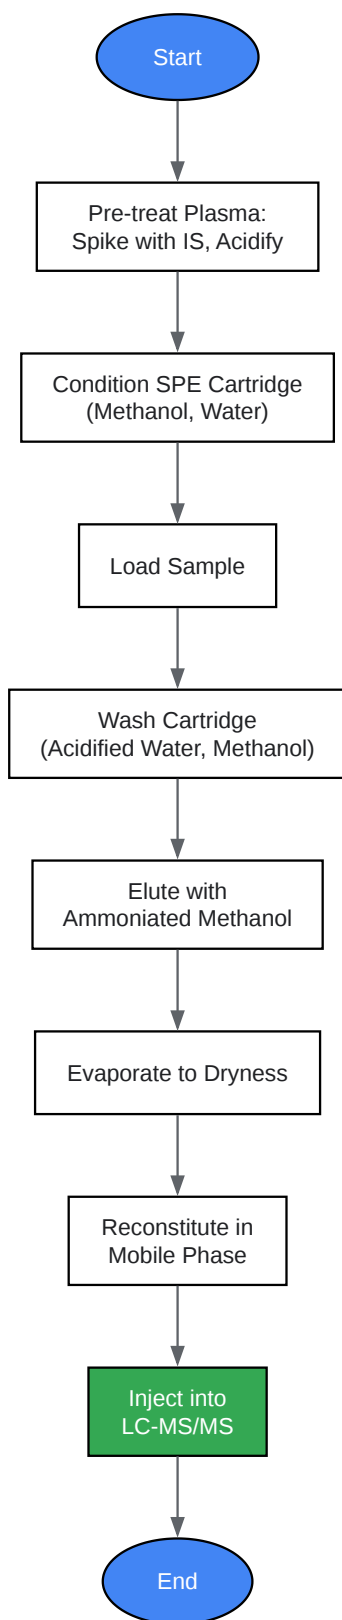 Start
Pre-treat Plasma:
Spike with IS, Acidify
Condition SPE Cartridge
(Methanol, Water)
Load Sample
Wash Cartridge
(Acidified Water, Methanol)
Elute with
Ammoniated Methanol
Evaporate to Dryness
Reconstitute in
Mobile Phase
Inject into
LC-MS/MS
End